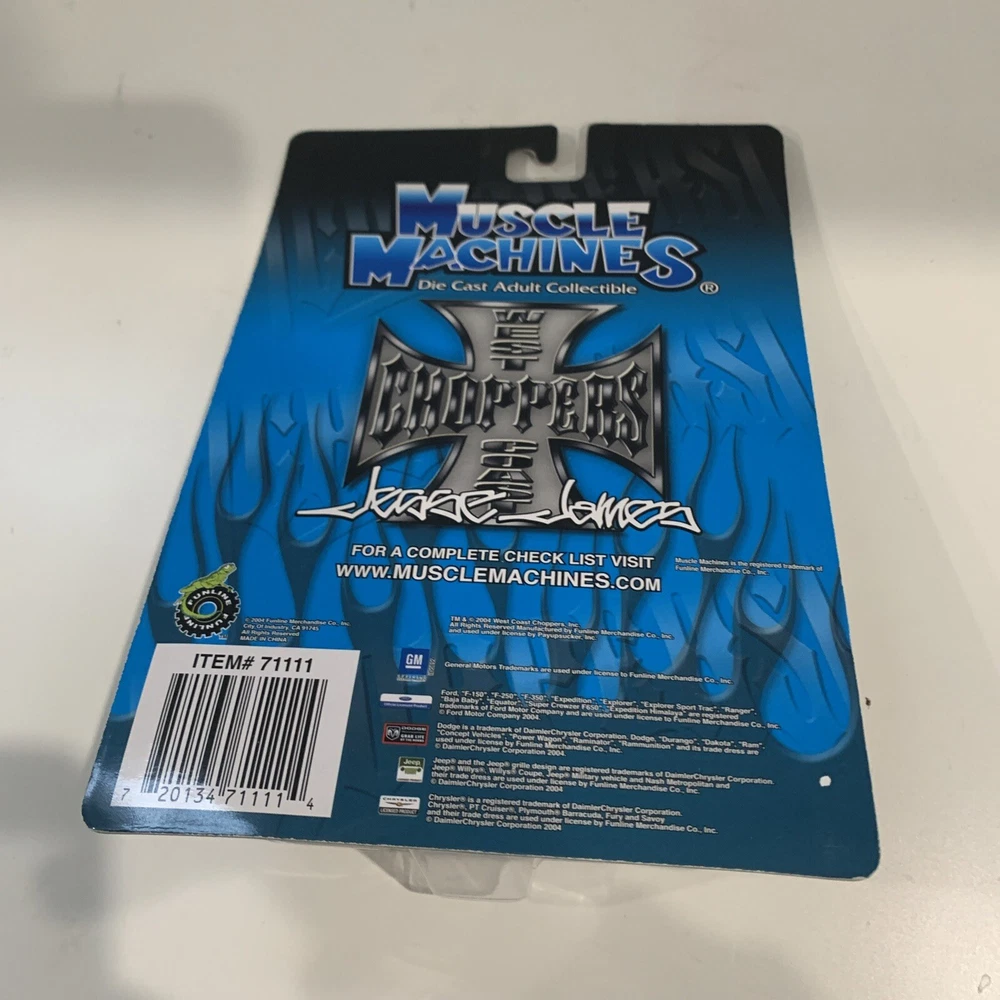 MUSCLE
MACHINES®
Die Cast Adult Collectible
WEST
CHOPPERS
COAST
Jesse James
FOR A COMPLETE CHECK LIST VISIT
WWW.MUSCLEMACHINES.COM
Muscle Machines is the registered trademark of
Funline Merchandise Co., Inc.
FUNLINE
FUNLINE
© 2004 Funline Merchandise Co., Inc.
City Of Industry, CA 91745
All Rights Reserved
MADE IN CHINA
TM & © 2004 West Coast Choppers, Inc.
All Rights Reserved Manufactured by Funline Merchandise Co., Inc.
and used under license by Payupsucker, Inc.
ITEM# 71111
7 20134 71111 4
GM
General Motors Trademarks are used under license to Funline Merchandise Co., Inc.
Ford, "F-150", "F-250", "F-350", "Expedition", "Explorer", "Explorer Sport Trac", "Ranger",
"Baja Baby", "Equator", "Super Crewzer F650", "Expedition Himalaya" are registered
trademarks of Ford Motor Company and are used under license to Funline Merchandise Co., Inc.
© Ford Motor Company 2004.
DODGE
Dodge is a trademark of DaimlerChrysler Corporation. Dodge, "Durango", "Dakota", "Ram",
"Concept Vehicles", "Power Wagon", "Raminator", "Rammunition" and its trade dress are
used under license by Funline Merchandise Co., Inc.
© DaimlerChrysler Corporation 2004.
Jeep
Jeep® and the Jeep® grille design are registered trademarks of DaimlerChrysler Corporation.
Jeep® Willys®, Willys® Coupe, Jeep® Military vehicle and Nash Metropolitan and
their trade dress are used under license by Funline Merchandise Co., Inc.
© DaimlerChrysler Corporation 2004
CHRYSLER
LICENSED PRODUCT
Chrysler® is a registered trademark of DaimlerChrysler Corporation.
Chrysler®, PT Cruiser®, Plymouth® Barracuda, Fury and Savoy
and their trade dress are used under license by Funline Merchandise Co., Inc.
© DaimlerChrysler Corporation 2004